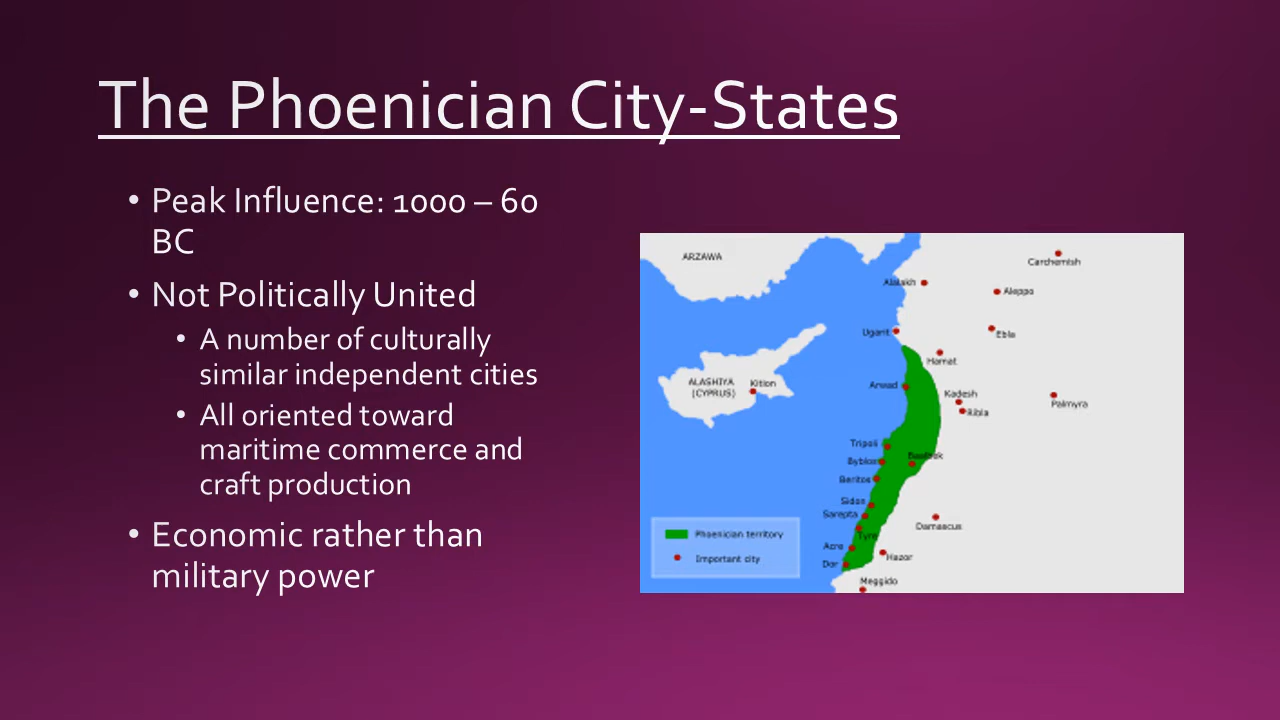 The Phoenician City-States
• Peak Influence: 1000 – 60
BC
• Not Politically United
• A number of culturally
similar independent cities
• All oriented toward
maritime commerce and
craft production
• Economic rather than
military power
ARZAWA
Carchemish
Alalakh
Aleppo
Ugarit
Ebla
Hamat
ALASHIYA
(CYPRUS)
Kition
Arwad
Kadesh
Ribla
Palmyra
Tripoli
Byblos
Baalbek
Beritos
Sidon
Sarepta
Damascus
Tyre
Acre
Hazor
Dor
Meggido
Phoenician territory
Important city